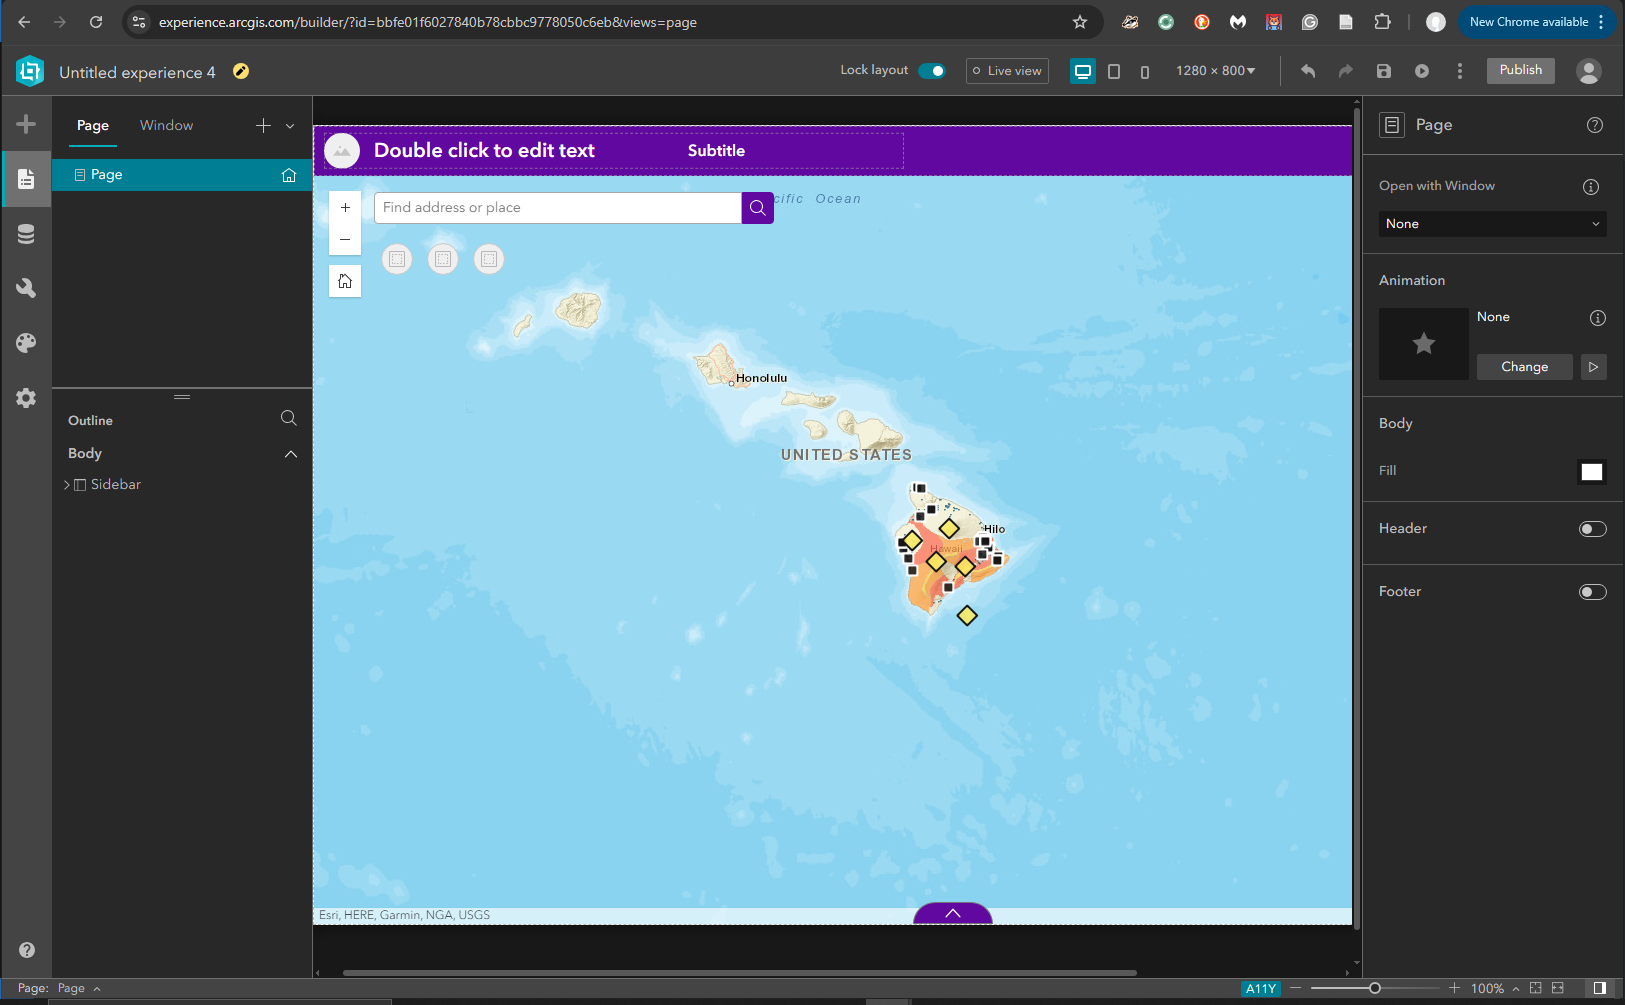 experience.arcgis.com/builder/?id=bbfe01f6027840b78cbbc9778050c6eb&views=page
New Chrome available
Untitled experience 4
Lock layout
Live view
1280 × 800
Publish
Page
Window
Page
Outline
Body
Sidebar
Double click to edit text
Subtitle
Find address or place
cific Ocean
Honolulu
UNITED STATES
Hilo
Hawaii
Esri, HERE, Garmin, NGA, USGS
Page
Open with Window
None
Animation
None
Change
Body
Fill
Header
Footer
Page: Page
A11Y
100%